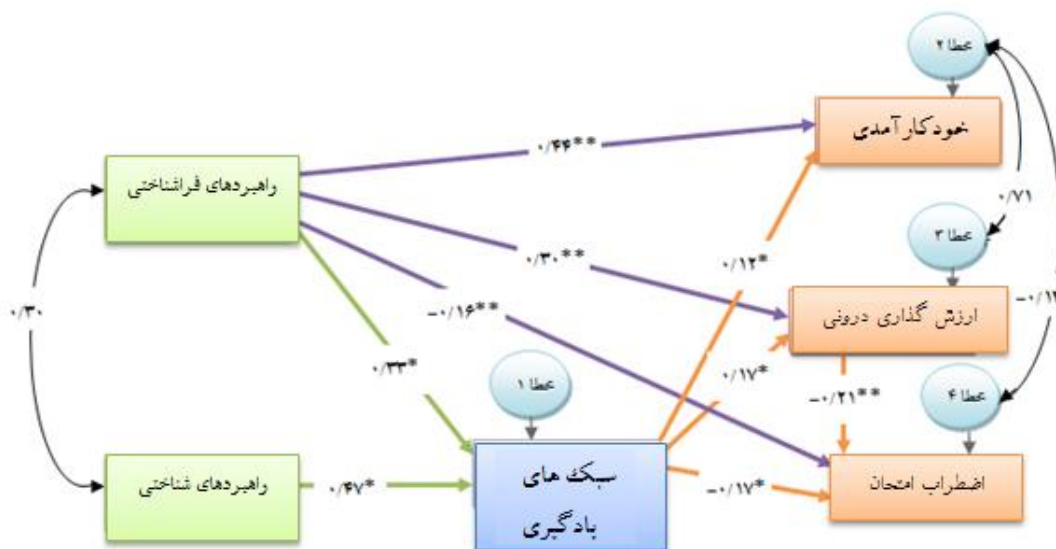 خطا ۲
خودکارآمدی
۰/۴۴**
راهبردهای فراشناختی
۰/۷۱
خطا ۳
۰/۱۲*
۰/۳۰**
ارزش گذاری درونی
۰/۳۰
-۰/۱۶**
۰/۳۳*
خطا ۱
۰/۱۷*
-۰/۲۱**
خطا ۴
سبک های
یادگیری
راهبردهای شناختی
۰/۴۷*
-۰/۱۷*
اضطراب امتحان